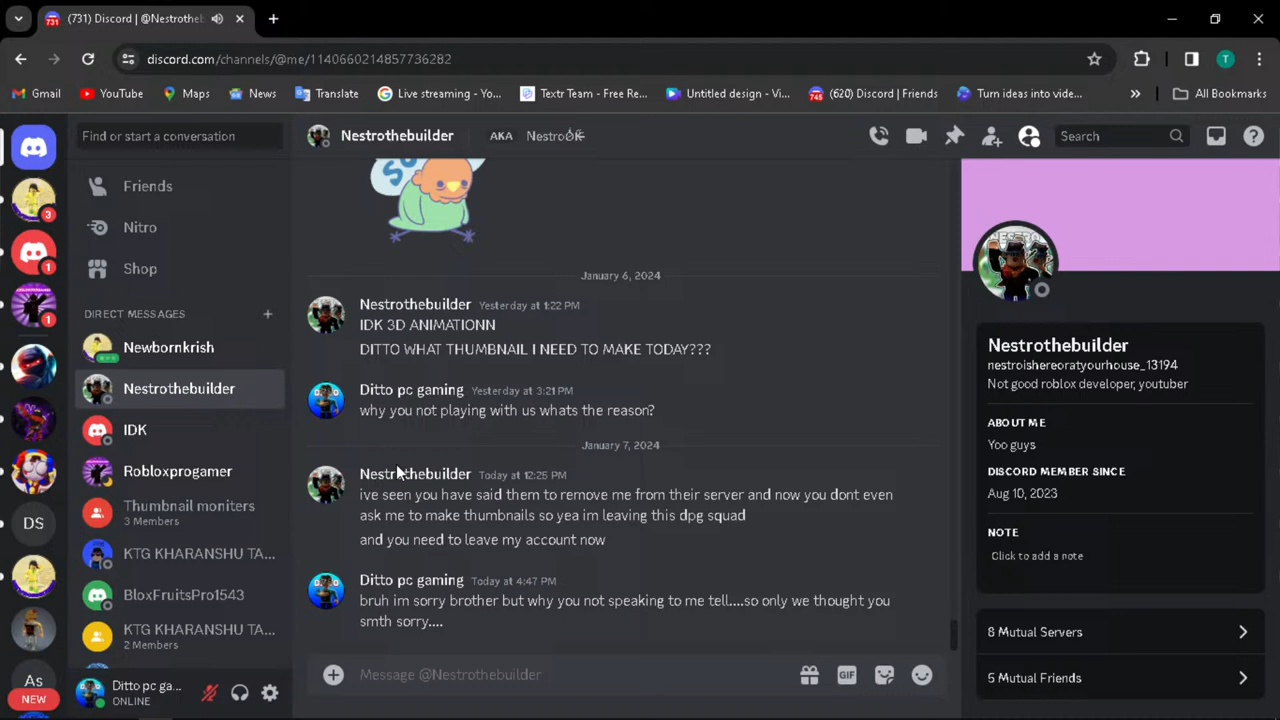 (731) Discord | @Nestrothe
discord.com/channels/@me/1140660214857736282
T
Gmail
YouTube
Maps
News
Translate
Live streaming - Yo...
Textr Team - Free Re...
Untitled design - Vi...
(620) Discord | Friends
Turn ideas into vide...
All Bookmarks
Find or start a conversation
Nestrothebuilder
AKA
Search
Friends
Nitro
Shop
DIRECT MESSAGES
Newbornkrish
Nestrothebuilder
IDK
Robloxprogamer
Thumbnail moniters
3 Members
KTG KHARANSHU TA...
BloxFruitsPro1543
KTG KHARANSHU TA...
2 Members
3
1
1
DS
As
NEW
Ditto pc ga...
ONLINE
January 6, 2024
Nestrothebuilder Yesterday at 1:22 PM
IDK 3D ANIMATIONN
DITTO WHAT THUMBNAIL I NEED TO MAKE TODAY???
Ditto pc gaming Yesterday at 3:21 PM
why you not playing with us whats the reason?
January 7, 2024
Nestrothebuilder Today at 12:25 PM
ive seen you have said them to remove me from their server and now you dont even
ask me to make thumbnails so yea im leaving this dpg squad
and you need to leave my account now
Ditto pc gaming Today at 4:47 PM
bruh im sorry brother but why you not speaking to me tell....so only we thought you
smth sorry....
Message @Nestrothebuilder
GIF
Nestrothebuilder
nestroishereoratyourhouse_13194
Not good roblox developer, youtuber
ABOUT ME
Yoo guys
DISCORD MEMBER SINCE
Aug 10, 2023
NOTE
Click to add a note
8 Mutual Servers
5 Mutual Friends